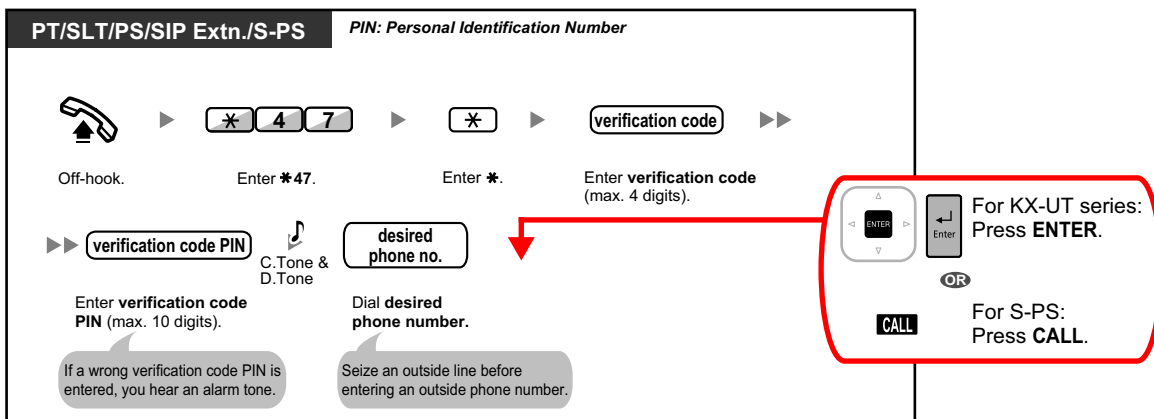 PT/SLT/PS/SIP Extn./S-PS
PIN: Personal Identification Number
* 4 7
*
verification code
Off-hook.
Enter *47.
Enter *.
Enter verification code
(max. 4 digits).
verification code PIN
C.Tone &
D.Tone
desired
phone no.
Enter verification code
PIN (max. 10 digits).
Dial desired
phone number.
If a wrong verification code PIN is
entered, you hear an alarm tone.
Seize an outside line before
entering an outside phone number.
ENTER
Enter
For KX-UT series:
Press ENTER.
OR
CALL
For S-PS:
Press CALL.